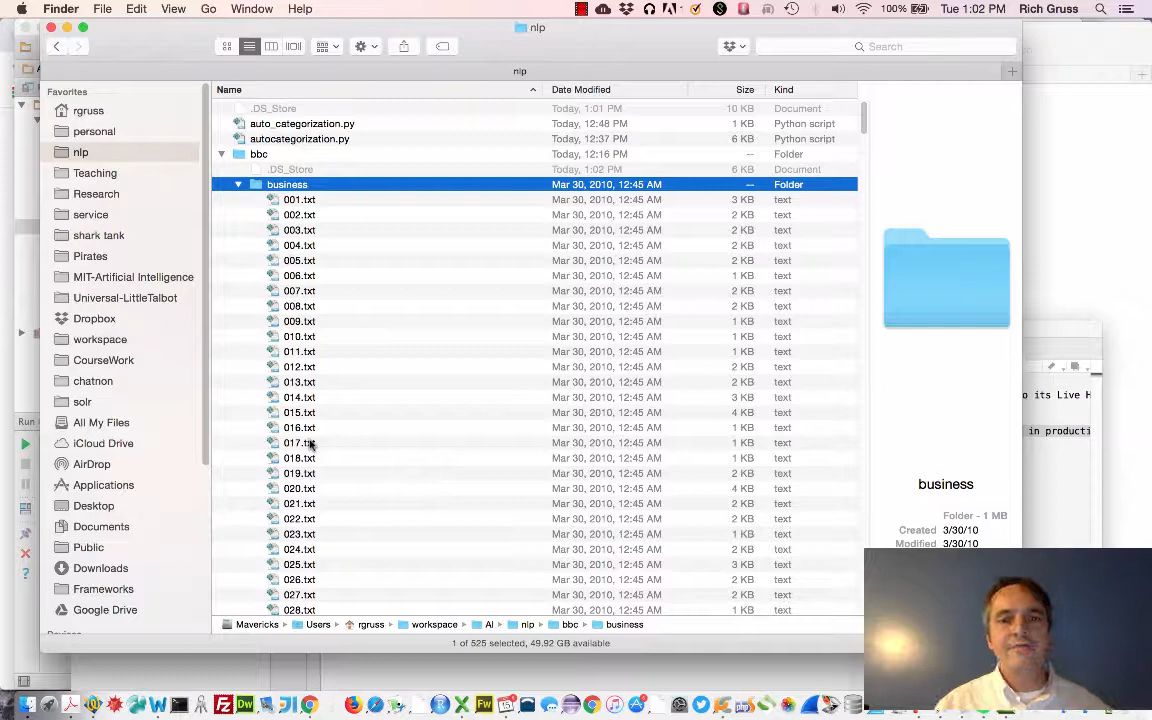 Finder File Edit View Go Window Help 100% Tue 1:02 PM Rich Gruss
nlp
Search
nlp
Favorites
rgruss
personal
nlp
Teaching
Research
service
shark tank
Pirates
MIT-Artificial Intelligence
Universal-LittleTalbot
Dropbox
workspace
CourseWork
chatnon
solr
All My Files
iCloud Drive
AirDrop
Applications
Desktop
Documents
Public
Downloads
Frameworks
Google Drive
Name Date Modified Size Kind
.DS_Store Today, 1:01 PM 10 KB Document
auto_categorization.py Today, 12:48 PM 1 KB Python script
autocategorization.py Today, 12:37 PM 6 KB Python script
bbc Today, 12:16 PM -- Folder
.DS_Store Today, 1:02 PM 6 KB Document
business Mar 30, 2010, 12:45 AM -- Folder
001.txt Mar 30, 2010, 12:45 AM 3 KB text
002.txt Mar 30, 2010, 12:45 AM 2 KB text
003.txt Mar 30, 2010, 12:45 AM 2 KB text
004.txt Mar 30, 2010, 12:45 AM 2 KB text
005.txt Mar 30, 2010, 12:45 AM 2 KB text
006.txt Mar 30, 2010, 12:45 AM 1 KB text
007.txt Mar 30, 2010, 12:45 AM 2 KB text
008.txt Mar 30, 2010, 12:45 AM 2 KB text
009.txt Mar 30, 2010, 12:45 AM 1 KB text
010.txt Mar 30, 2010, 12:45 AM 1 KB text
011.txt Mar 30, 2010, 12:45 AM 1 KB text
012.txt Mar 30, 2010, 12:45 AM 2 KB text
013.txt Mar 30, 2010, 12:45 AM 2 KB text
014.txt Mar 30, 2010, 12:45 AM 3 KB text
015.txt Mar 30, 2010, 12:45 AM 4 KB text
016.txt Mar 30, 2010, 12:45 AM 1 KB text
017.txt Mar 30, 2010, 12:45 AM 1 KB text
018.txt Mar 30, 2010, 12:45 AM 1 KB text
019.txt Mar 30, 2010, 12:45 AM 2 KB text
020.txt Mar 30, 2010, 12:45 AM 4 KB text
021.txt Mar 30, 2010, 12:45 AM 2 KB text
022.txt Mar 30, 2010, 12:45 AM 2 KB text
023.txt Mar 30, 2010, 12:45 AM 1 KB text
024.txt Mar 30, 2010, 12:45 AM 2 KB text
025.txt Mar 30, 2010, 12:45 AM 3 KB text
026.txt Mar 30, 2010, 12:45 AM 2 KB text
027.txt Mar 30, 2010, 12:45 AM 2 KB text
028.txt Mar 30, 2010, 12:45 AM 1 KB text
business
Folder - 1 MB
Created 3/30/10
Modified 3/30/10
o its Live H
in producti
Run
Mavericks Users rgruss workspace AI nlp bbc business
1 of 525 selected, 49.92 GB available